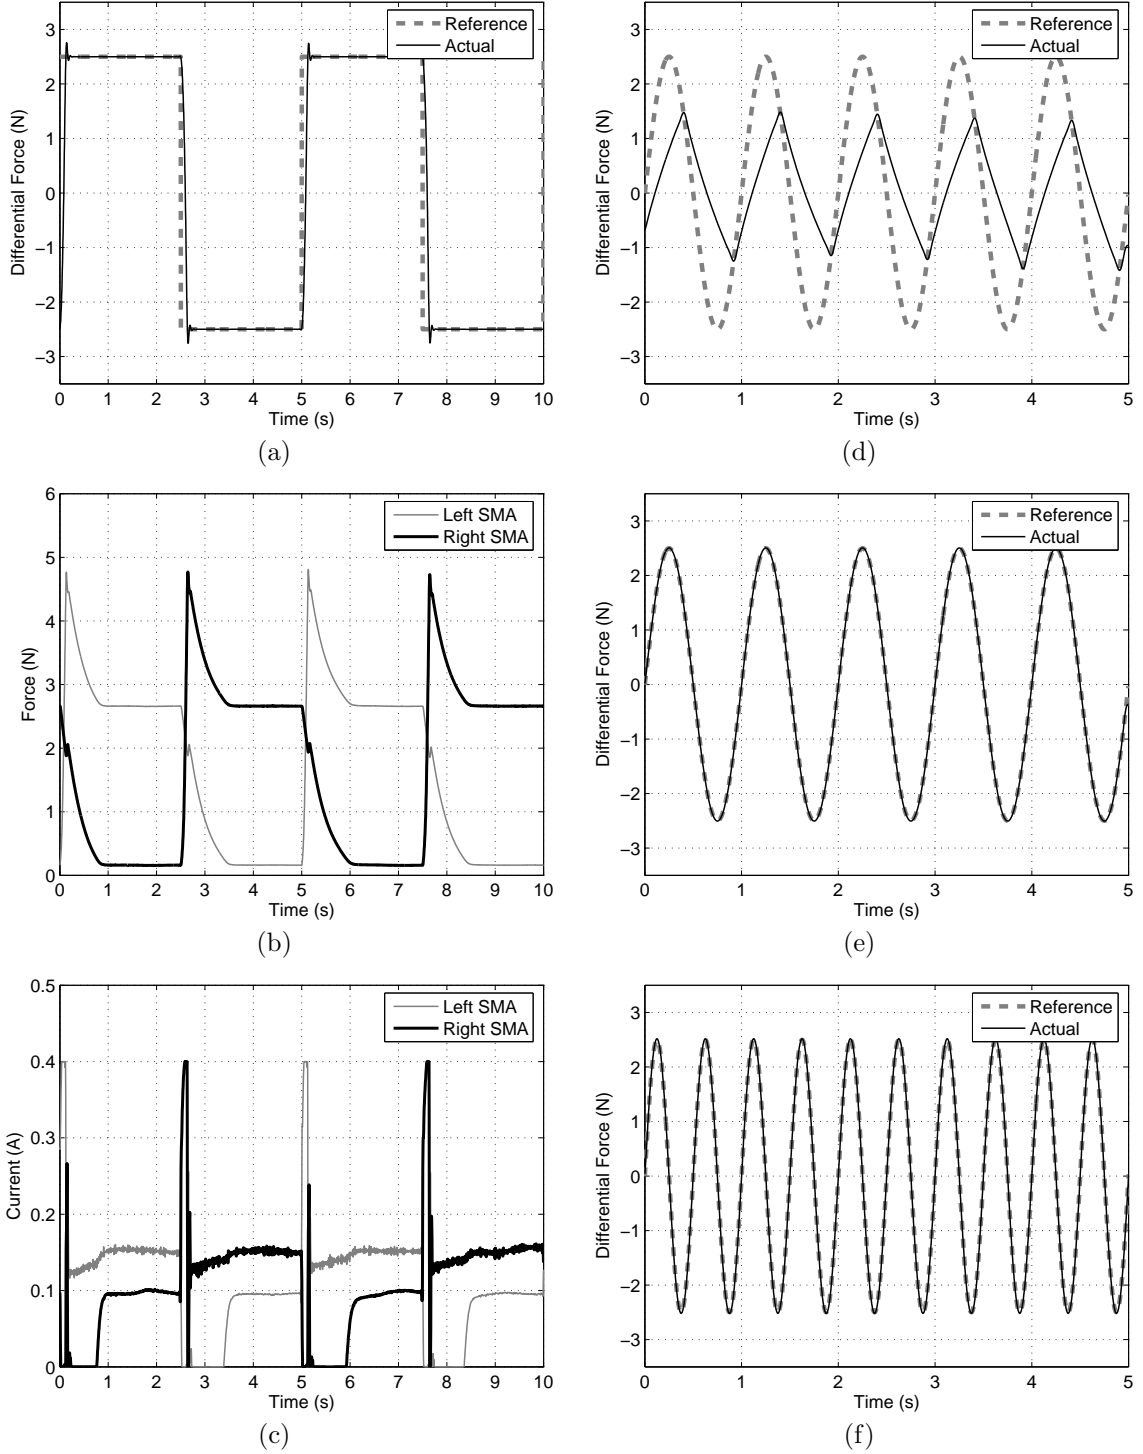 3
2
1
0
−1
−2
−3
Differential Force (N)
Reference
Actual
0 1 2 3 4 5 6 7 8 9 10
Time (s)
(a)
3
2
1
0
−1
−2
−3
Differential Force (N)
Reference
Actual
0 1 2 3 4 5
Time (s)
(d)
6
5
4
3
2
1
0
Force (N)
Left SMA
Right SMA
0 1 2 3 4 5 6 7 8 9 10
Time (s)
(b)
3
2
1
0
−1
−2
−3
Differential Force (N)
Reference
Actual
0 1 2 3 4 5
Time (s)
(e)
0.5
0.4
0.3
0.2
0.1
0
Current (A)
Left SMA
Right SMA
0 1 2 3 4 5 6 7 8 9 10
Time (s)
(c)
3
2
1
0
−1
−2
−3
Differential Force (N)
Reference
Actual
0 1 2 3 4 5
Time (s)
(f)